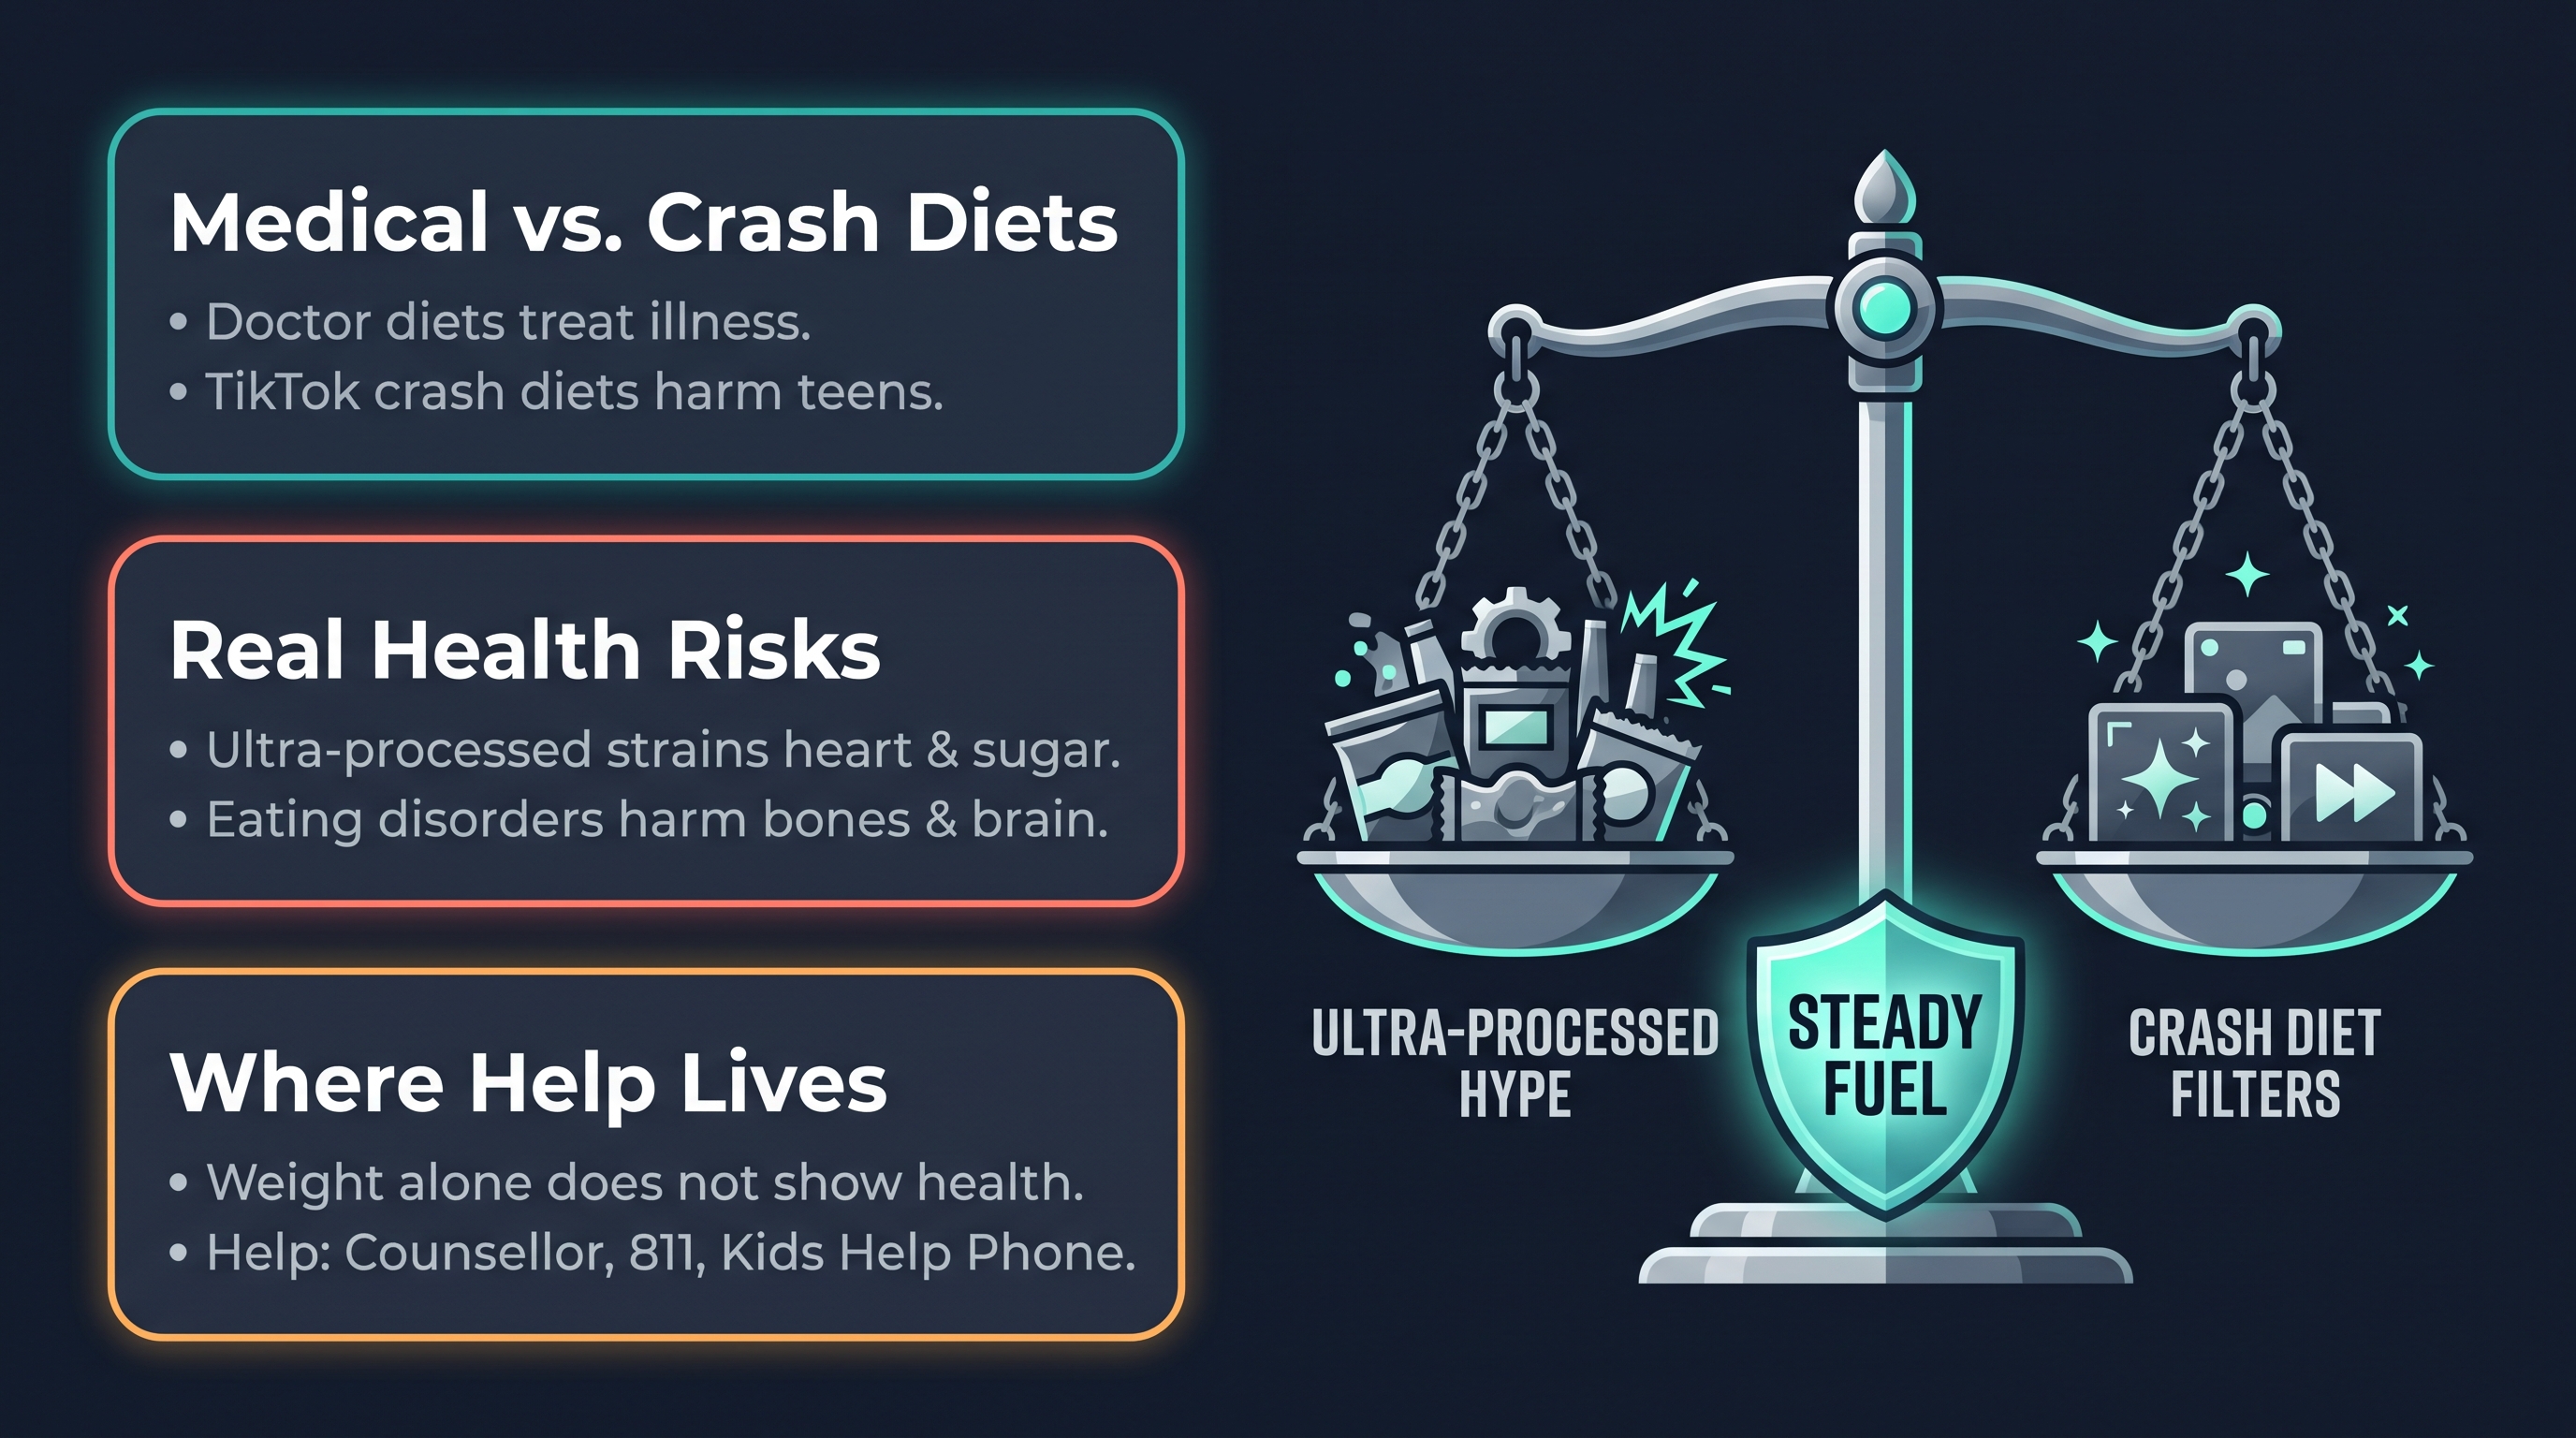 Medical vs. Crash Diets
• Doctor diets treat illness.
• TikTok crash diets harm teens.
Real Health Risks
• Ultra-processed strains heart & sugar.
• Eating disorders harm bones & brain.
Where Help Lives
• Weight alone does not show health.
• Help: Counsellor, 811, Kids Help Phone.
ULTRA-PROCESSED
HYPE
STEADY
FUEL
CRASH DIET
FILTERS